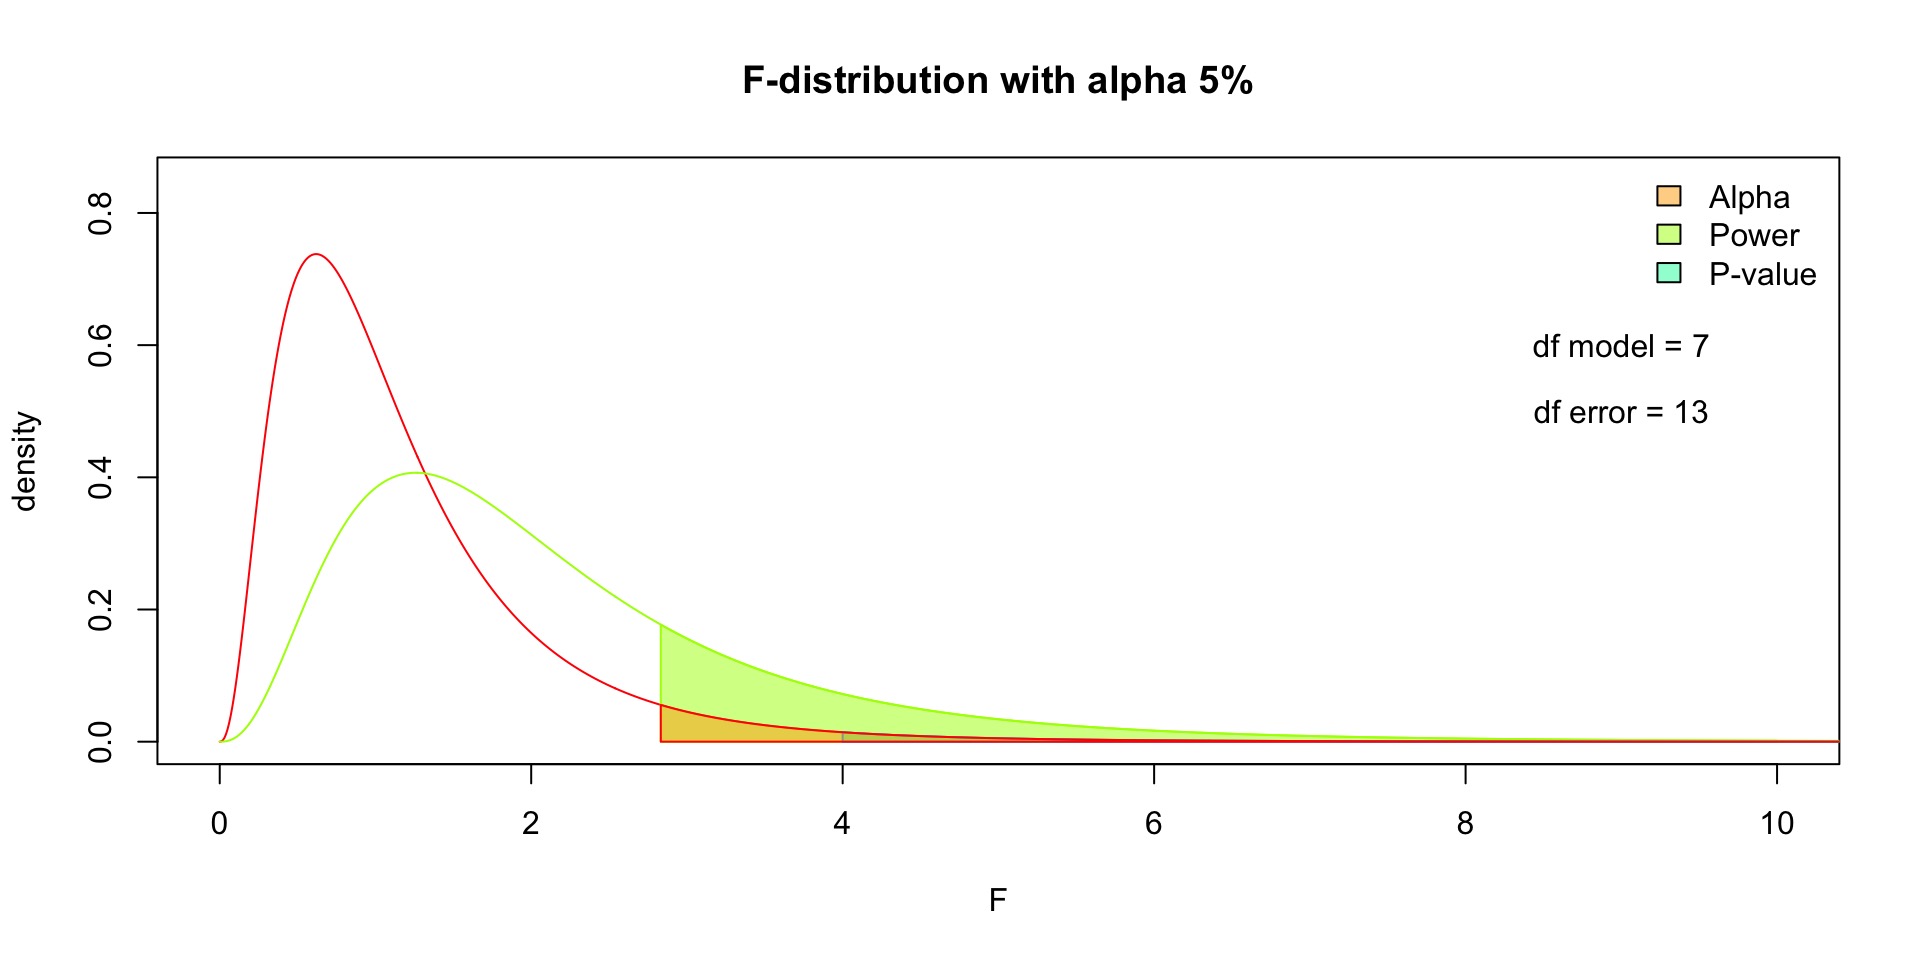 F-distribution with alpha 5%
Alpha
Power
P-value
df model = 7
df error = 13
density
0.8
0.6
0.4
0.2
0.0
0 2 4 6 8 10
F